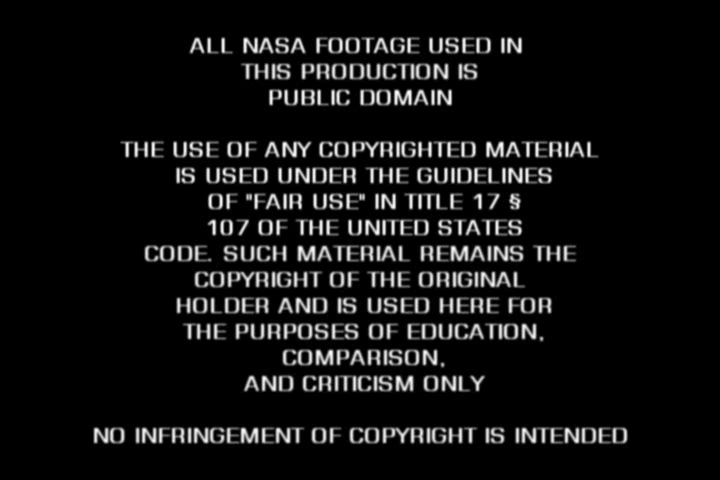 ALL NASA FOOTAGE USED IN
THIS PRODUCTION IS
PUBLIC DOMAIN
THE USE OF ANY COPYRIGHTED MATERIAL
IS USED UNDER THE GUIDELINES
OF "FAIR USE" IN TITLE 17 §
107 OF THE UNITED STATES
CODE. SUCH MATERIAL REMAINS THE
COPYRIGHT OF THE ORIGINAL
HOLDER AND IS USED HERE FOR
THE PURPOSES OF EDUCATION,
COMPARISON,
AND CRITICISM ONLY
NO INFRINGEMENT OF COPYRIGHT IS INTENDED